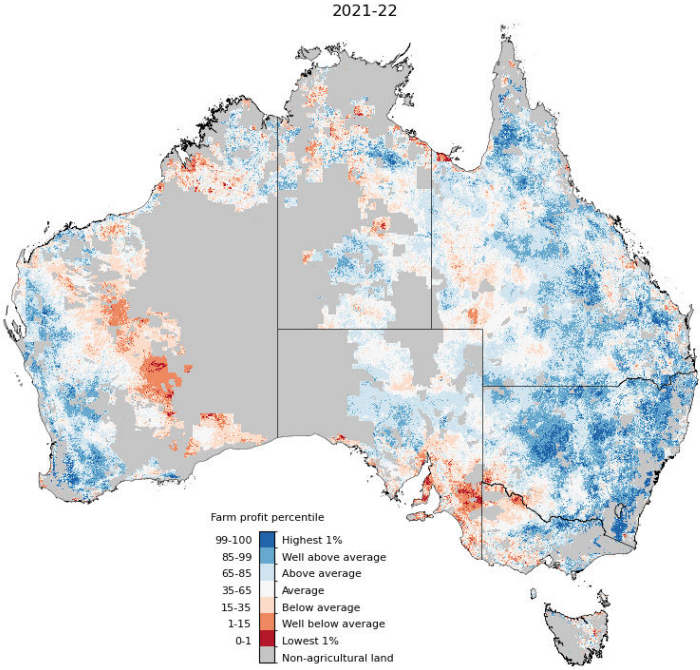 2021-22
Farm profit percentile
99-100 Highest 1%
85-99 Well above average
65-85 Above average
35-65 Average
15-35 Below average
1-15 Well below average
0-1 Lowest 1%
Non-agricultural land